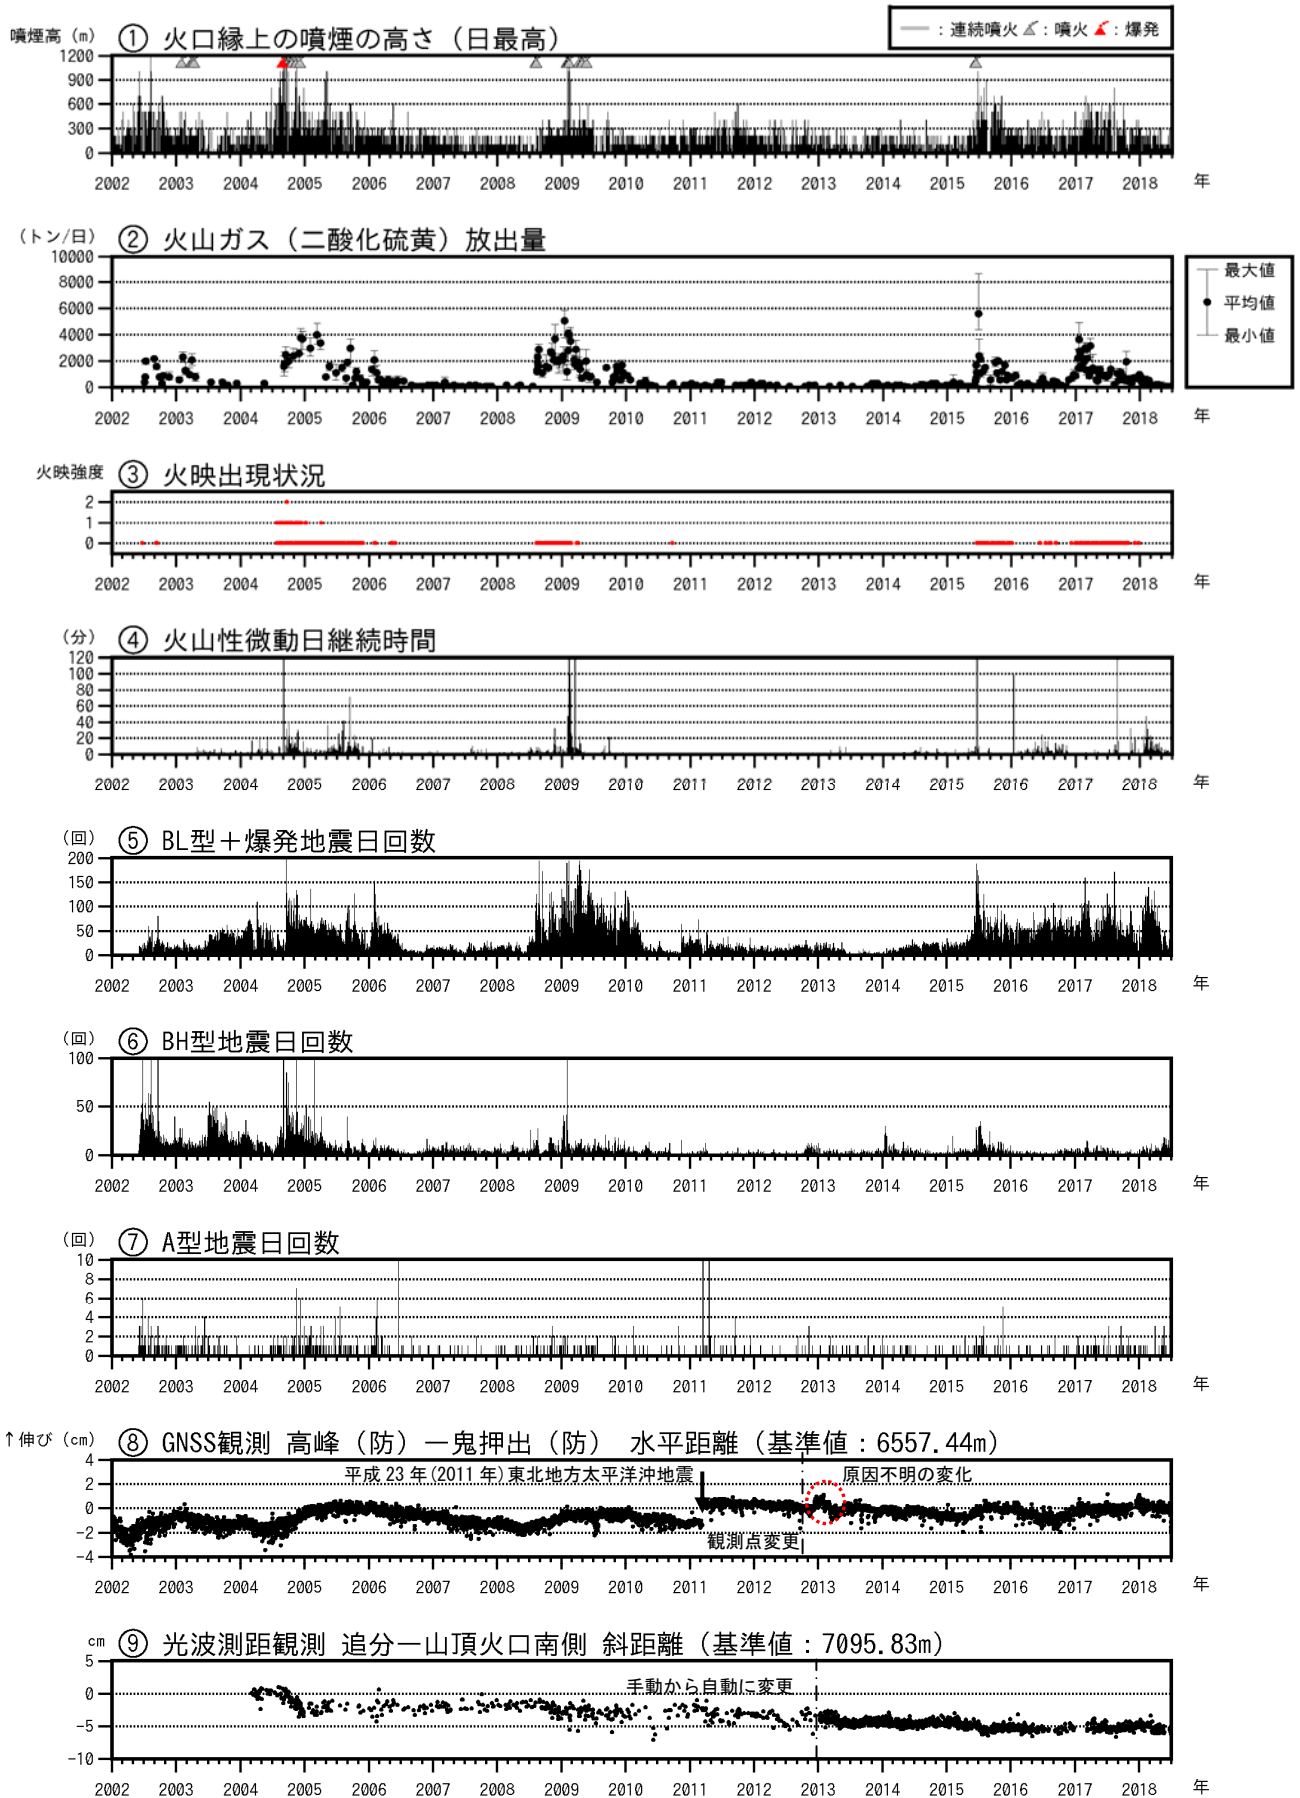 ― : 連続噴火 : 噴火 : 爆発
噴煙高 (m) ① 火口縁上の噴煙の高さ（日最高）
1200
900
600
300
0
2002 2003 2004 2005 2006 2007 2008 2009 2010 2011 2012 2013 2014 2015 2016 2017 2018 年
(トン/日) ② 火山ガス（二酸化硫黄）放出量
10000
8000
6000
4000
2000
0
最大値
平均値
最小値
2002 2003 2004 2005 2006 2007 2008 2009 2010 2011 2012 2013 2014 2015 2016 2017 2018 年
火映強度 ③ 火映出現状況
2
1
0
2002 2003 2004 2005 2006 2007 2008 2009 2010 2011 2012 2013 2014 2015 2016 2017 2018 年
(分) ④ 火山性微動日継続時間
120
100
80
60
40
20
0
2002 2003 2004 2005 2006 2007 2008 2009 2010 2011 2012 2013 2014 2015 2016 2017 2018 年
(回) ⑤ BL型＋爆発地震日回数
200
150
100
50
0
2002 2003 2004 2005 2006 2007 2008 2009 2010 2011 2012 2013 2014 2015 2016 2017 2018 年
(回) ⑥ BH型地震日回数
100
50
0
2002 2003 2004 2005 2006 2007 2008 2009 2010 2011 2012 2013 2014 2015 2016 2017 2018 年
(回) ⑦ A型地震日回数
10
8
6
4
2
0
2002 2003 2004 2005 2006 2007 2008 2009 2010 2011 2012 2013 2014 2015 2016 2017 2018 年
↑伸び (cm) ⑧ GNSS観測 高峰（防）－鬼押出（防） 水平距離（基準値：6557.44m）
4
2
0
-2
-4
平成 23 年(2011 年)東北地方太平洋沖地震
原因不明の変化
観測点変更
2002 2003 2004 2005 2006 2007 2008 2009 2010 2011 2012 2013 2014 2015 2016 2017 2018 年
cm ⑨ 光波測距観測 追分－山頂火口南側 斜距離（基準値：7095.83m）
5
0
-5
-10
手動から自動に変更
2002 2003 2004 2005 2006 2007 2008 2009 2010 2011 2012 2013 2014 2015 2016 2017 2018 年